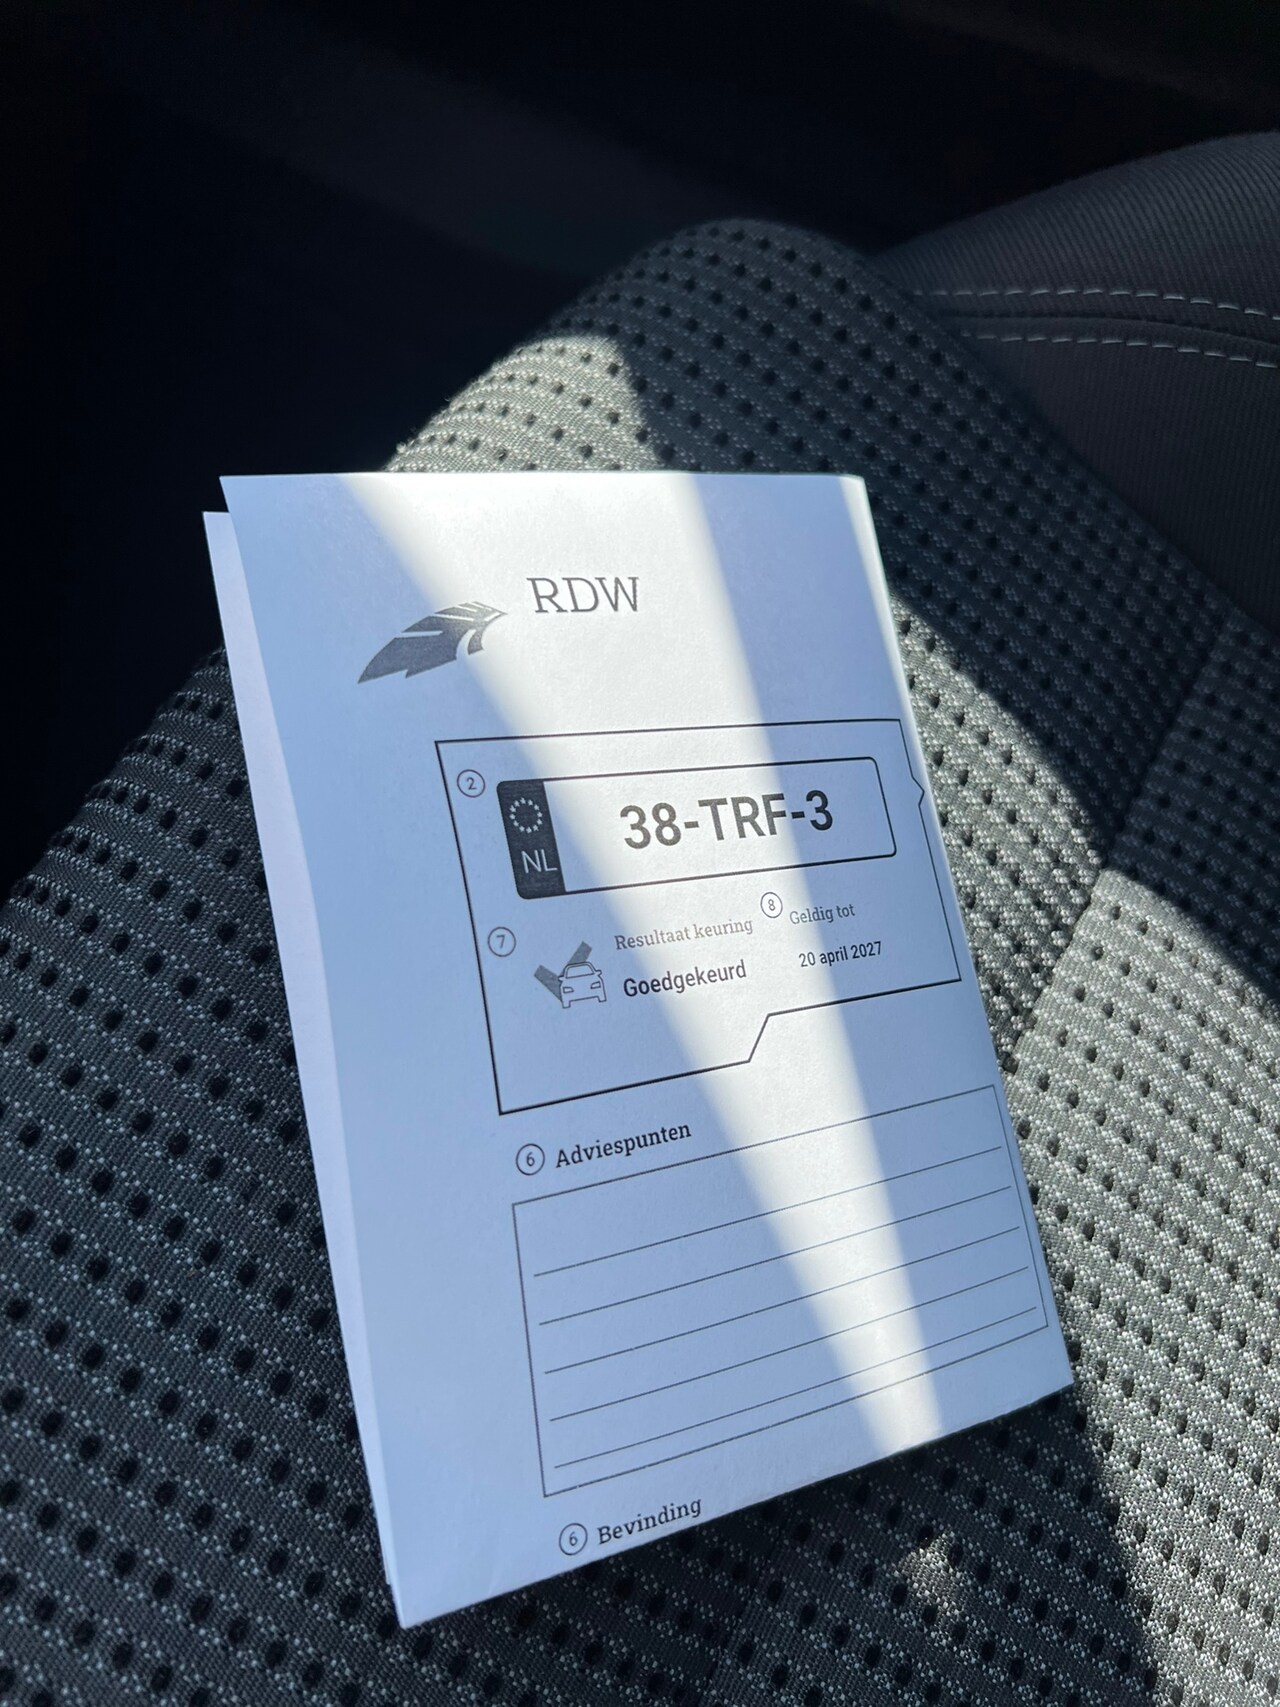 RDW
2
NL
38-TRF-3
7
Resultaat keuring
Goedgekeurd
8
Geldig tot
20 april 2027
6 Adviespunten
6 Bevinding